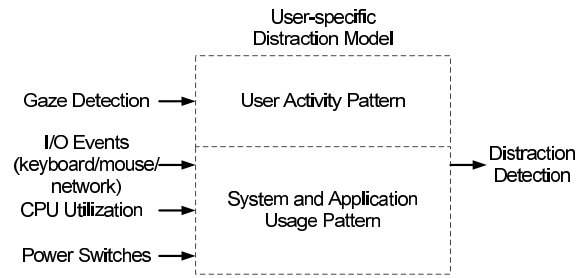 User-specific
Distraction Model
Gaze Detection
User Activity Pattern
I/O Events
(keyboard/mouse/
network)
CPU Utilization
Power Switches
System and Application
Usage Pattern
Distraction
Detection